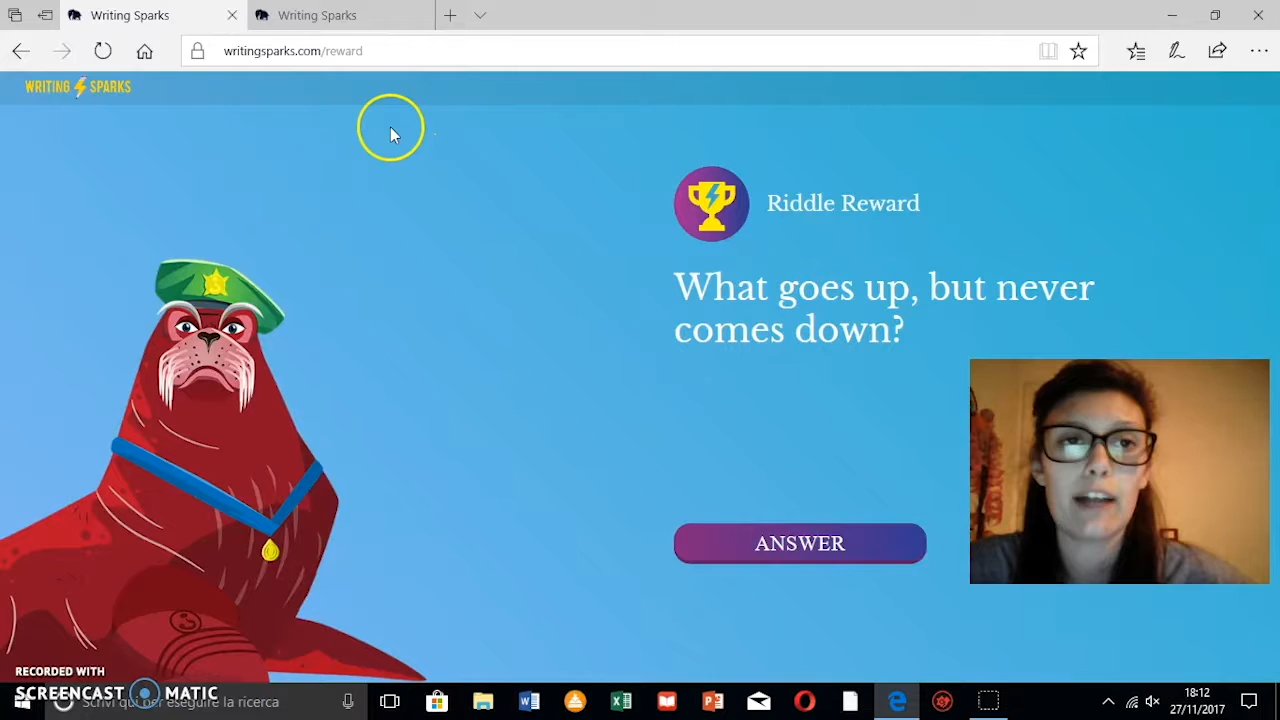 Writing Sparks
Writing Sparks
writingsparks.com/reward
WRITING SPARKS
Riddle Reward
What goes up, but never
comes down?
ANSWER
RECORDED WITH
SCREENCAST MATIC
Scrivi qui per eseguire la ricerca
18:12
27/11/2017